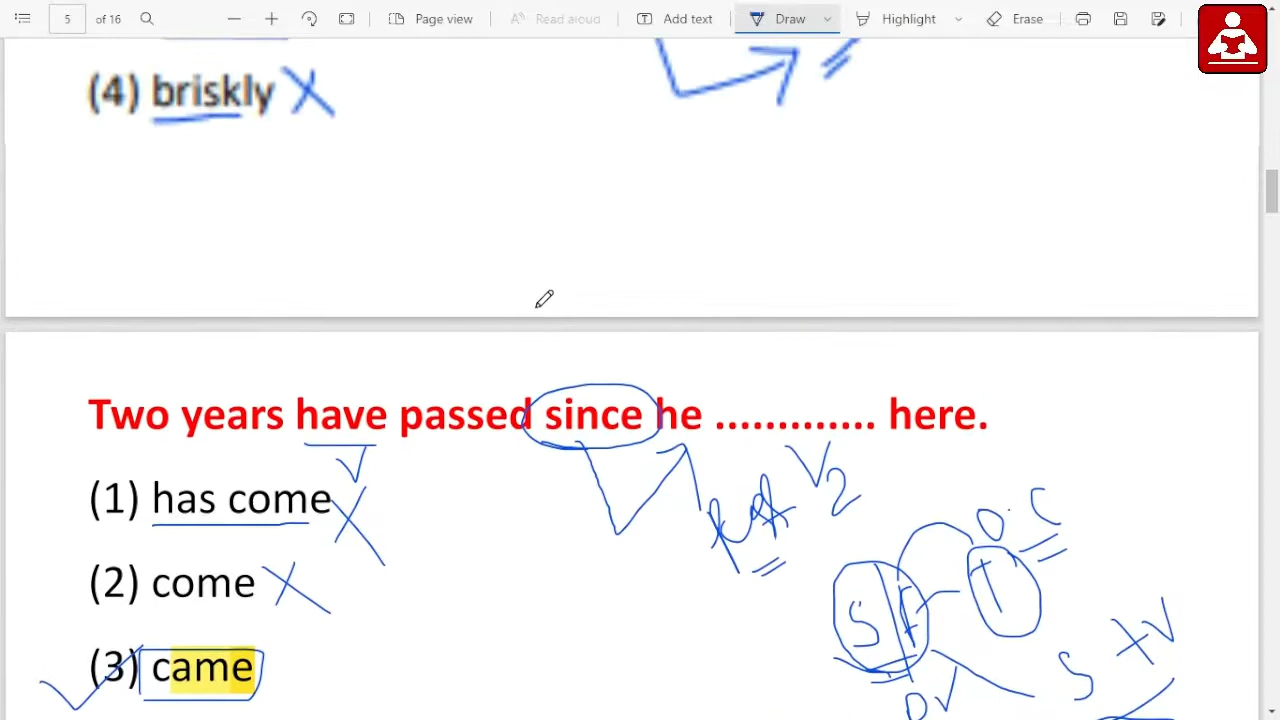 5 of 16 Page view Read aloud Add text Draw Highlight Erase
(4) briskly X
Two years have passed since he ............. here.
(1) has come X
V2
(2) come X
O. C
S
(3) came
S + V